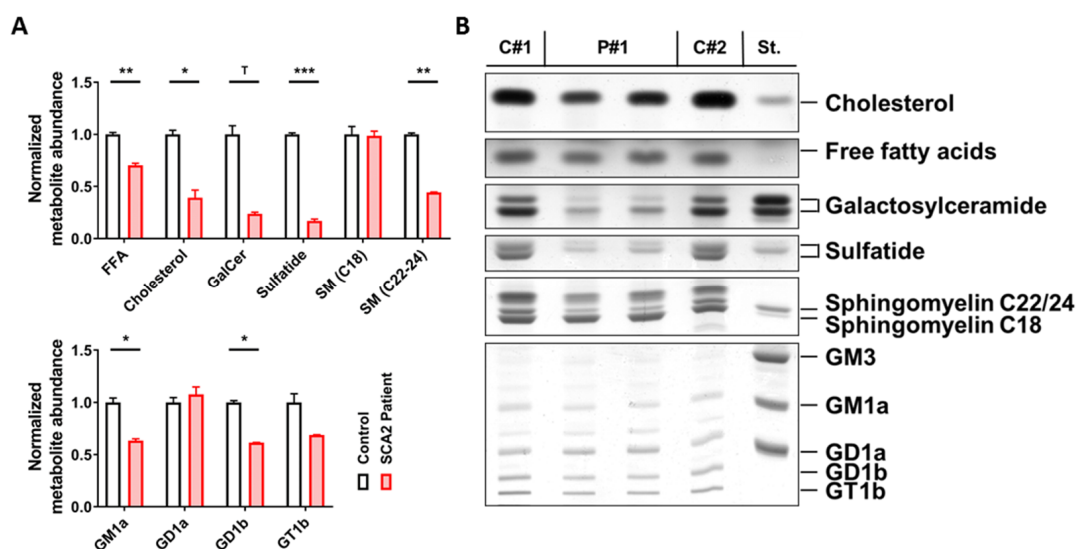 A
Normalized
metabolite abundance
** * T *** **
1.5
1.0
0.5
0.0
FFA
Cholesterol
GalCer
Sulfatide
SM (C18)
SM (C22-24)
Normalized
metabolite abundance
* *
1.5
1.0
0.5
0.0
GM1a
GD1a
GD1b
GT1b
Control
SCA2 Patient
B
C#1 P#1 C#2 St.
Cholesterol
Free fatty acids
Galactosylceramide
Sulfatide
Sphingomyelin C22/24
Sphingomyelin C18
GM3
GM1a
GD1a
GD1b
GT1b